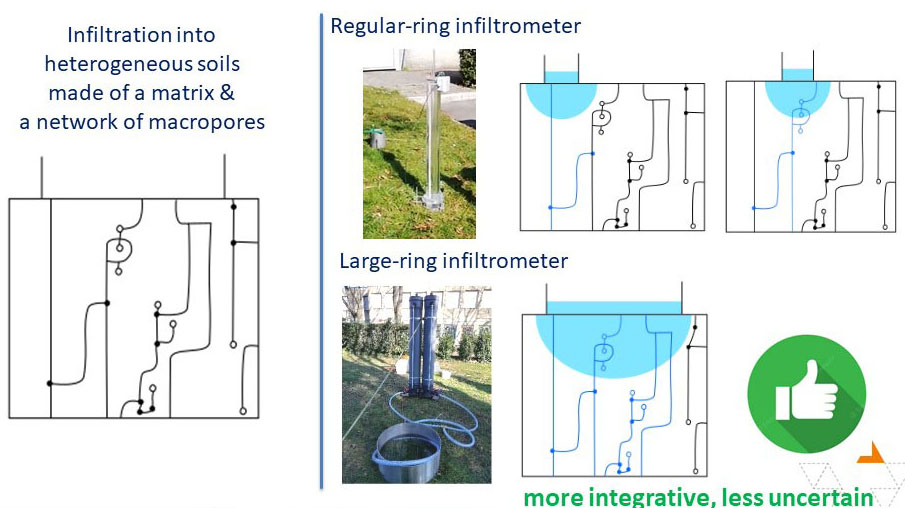 Infiltration into
heterogeneous soils
made of a matrix &
a network of macropores
Regular-ring infiltrometer
Large-ring infiltrometer
more integrative, less uncertain